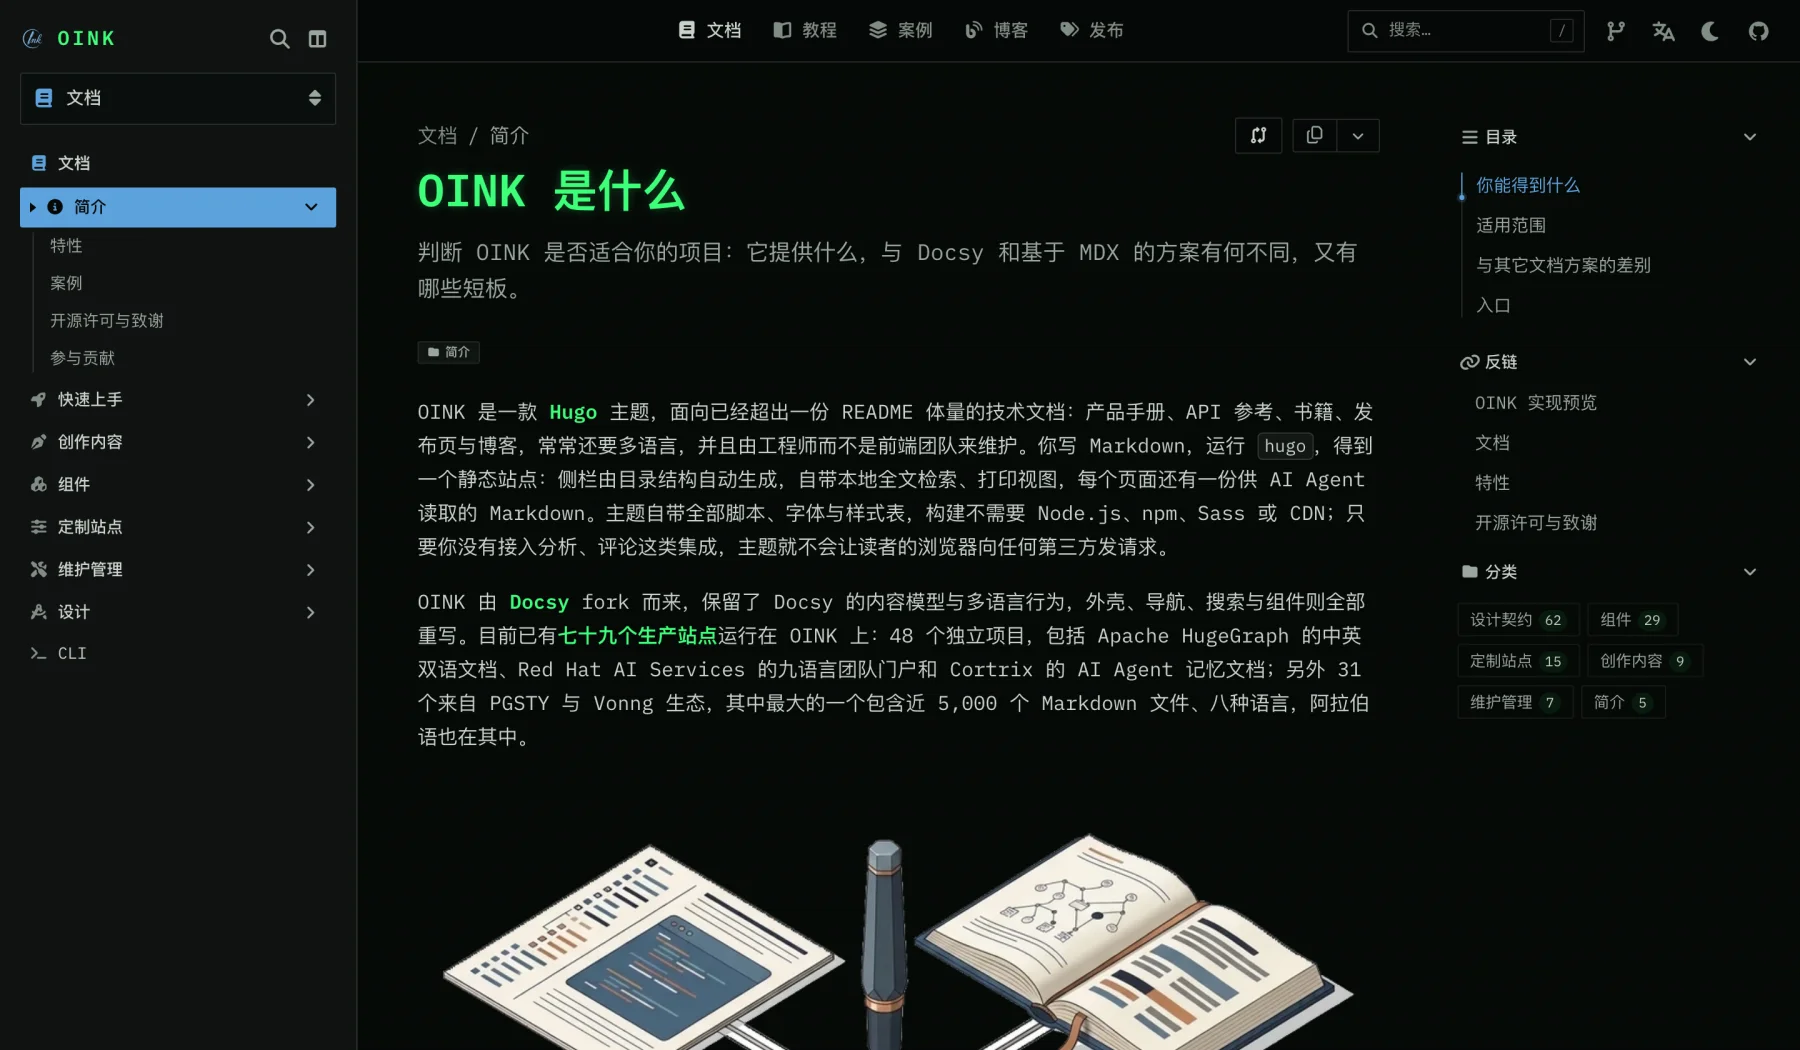 OINK
文档
文档
简介
特性
案例
开源许可与致谢
参与贡献
快速上手
创作内容
组件
定制站点
维护管理
设计
CLI
文档 教程 案例 博客 发布
搜索… /
文档 / 简介
OINK 是什么
判断 OINK 是否适合你的项目：它提供什么，与 Docsy 和基于 MDX 的方案有何不同，又有
哪些短板。
简介
OINK 是一款 Hugo 主题，面向已经超出一份 README 体量的技术文档：产品手册、API 参考、书籍、发
布页与博客，常常还要多语言，并且由工程师而不是前端团队来维护。你写 Markdown，运行 hugo，得到
一个静态站点：侧栏由目录结构自动生成，自带本地全文检索、打印视图，每个页面还有一份供 AI Agent
读取的 Markdown。主题自带全部脚本、字体与样式表，构建不需要 Node.js、npm、Sass 或 CDN；只
要你没有接入分析、评论这类集成，主题就不会让读者的浏览器向任何第三方发请求。
OINK 由 Docsy fork 而来，保留了 Docsy 的内容模型与多语言行为，外壳、导航、搜索与组件则全部
重写。目前已有七十九个生产站点运行在 OINK 上：48 个独立项目，包括 Apache HugeGraph 的中英
双语文档、Red Hat AI Services 的九语言团队门户和 Cortrix 的 AI Agent 记忆文档；另外 31
个来自 PGSTY 与 Vonng 生态，其中最大的一个包含近 5,000 个 Markdown 文件、八种语言，阿拉伯
语也在其中。
目录
你能得到什么
适用范围
与其它文档方案的差别
入口
反链
OINK 实现预览
文档
特性
开源许可与致谢
分类
设计契约 62 组件 29
定制站点 15 创作内容 9
维护管理 7 简介 5